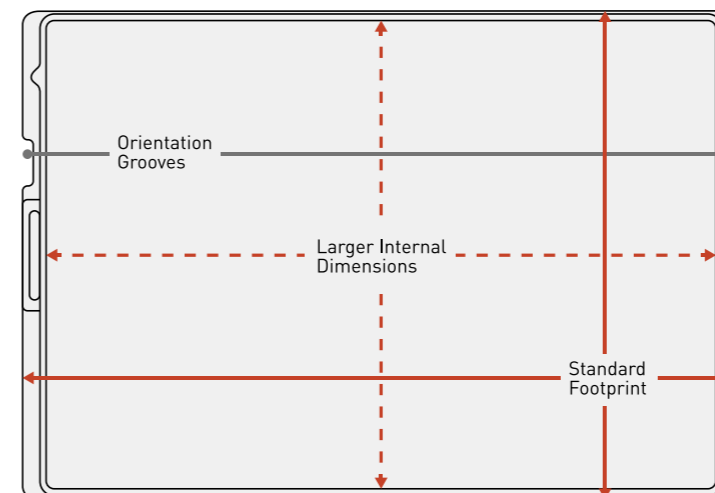 Orientation
Grooves
Larger Internal
Dimensions
Standard
Footprint